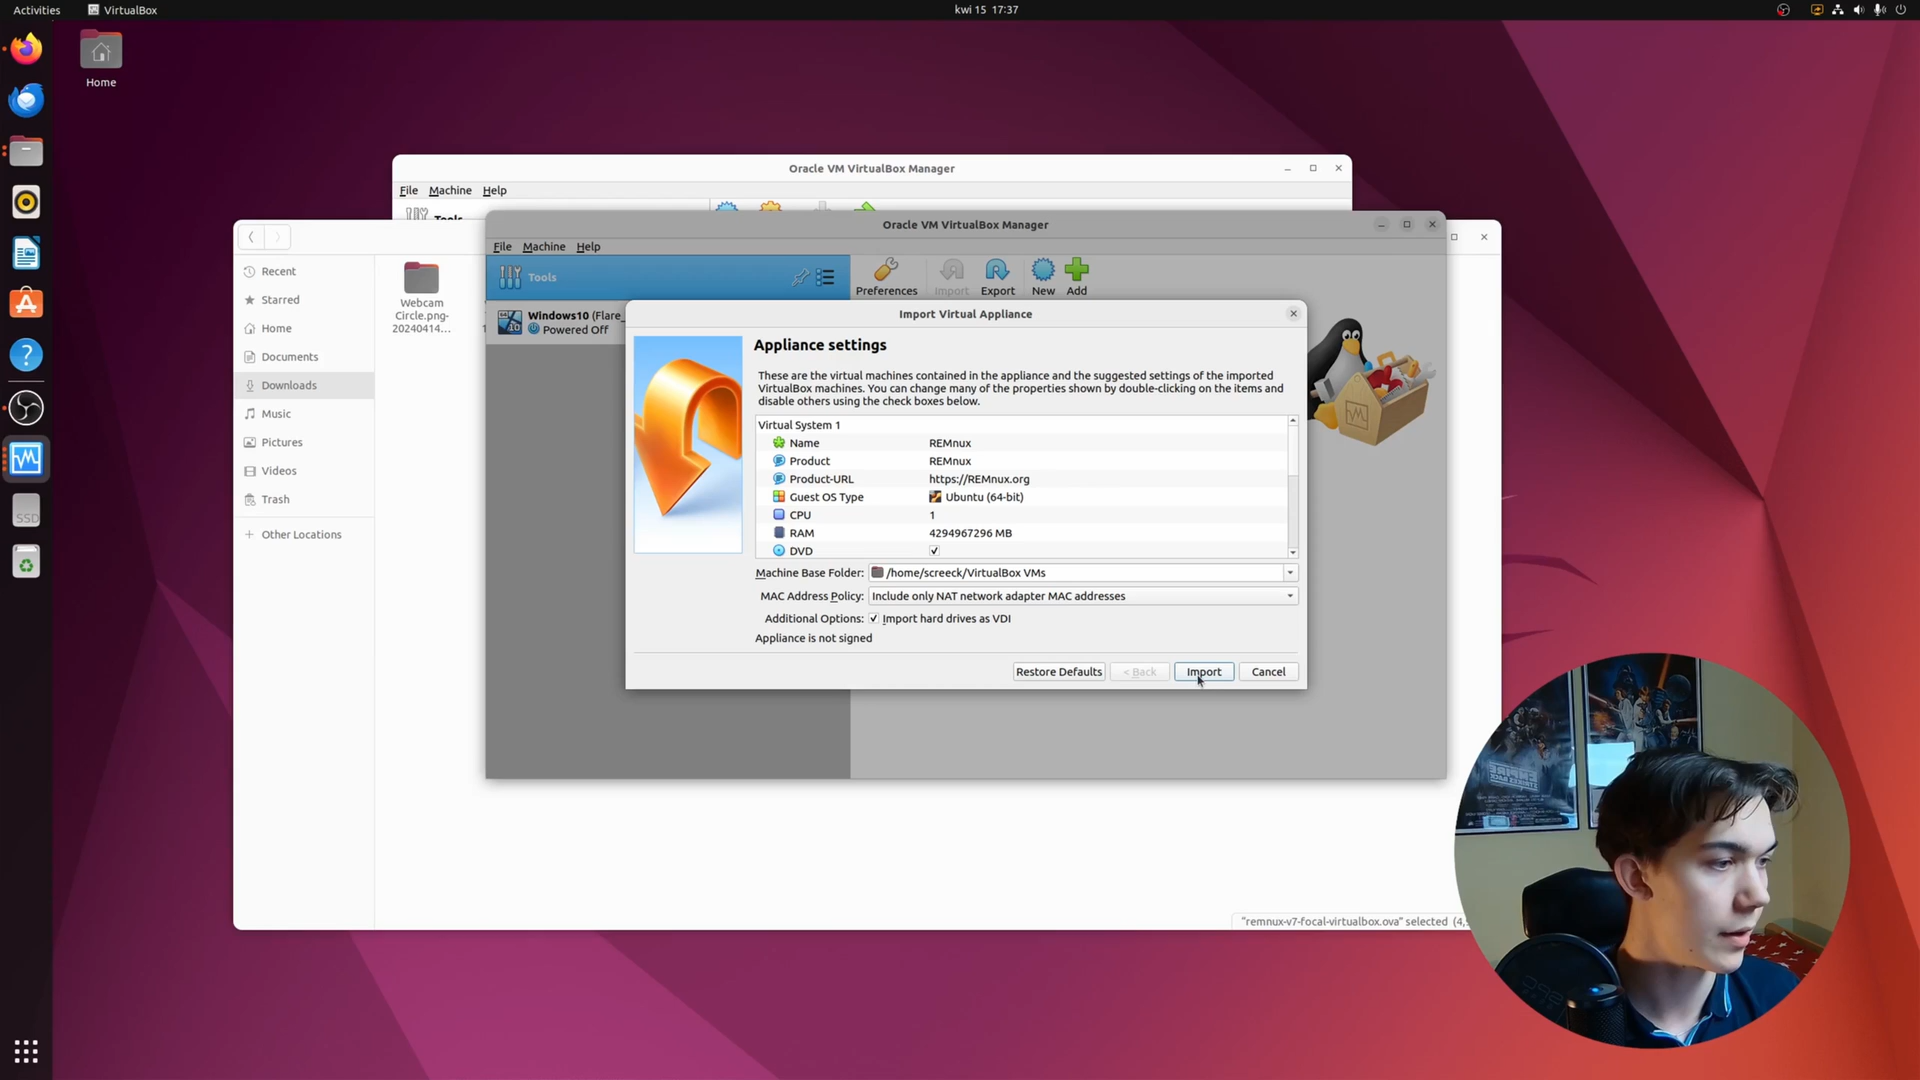 Activities
VirtualBox
kwi 15 17:37
Home
Oracle VM VirtualBox Manager
File Machine Help
Tools
Oracle VM VirtualBox Manager
File Machine Help
Tools
Preferences
Import
Export
New
Add
Windows10 (Flare_
Powered Off
Recent
Starred
Home
Documents
Downloads
Music
Pictures
Videos
Trash
Other Locations
Webcam
Circle.png-
20240414...
Import Virtual Appliance
Appliance settings
These are the virtual machines contained in the appliance and the suggested settings of the imported
VirtualBox machines. You can change many of the properties shown by double-clicking on the items and
disable others using the check boxes below.
Virtual System 1
Name REMnux
Product REMnux
Product-URL https://REMnux.org
Guest OS Type Ubuntu (64-bit)
CPU 1
RAM 4294967296 MB
DVD
Machine Base Folder: /home/screeck/VirtualBox VMs
MAC Address Policy: Include only NAT network adapter MAC addresses
Additional Options: Import hard drives as VDI
Appliance is not signed
Restore Defaults
< Back
Import
Cancel
"remnux-v7-focal-virtualbox.ova" selected (4,
SSD
EMPIRE
STRIKES BACK